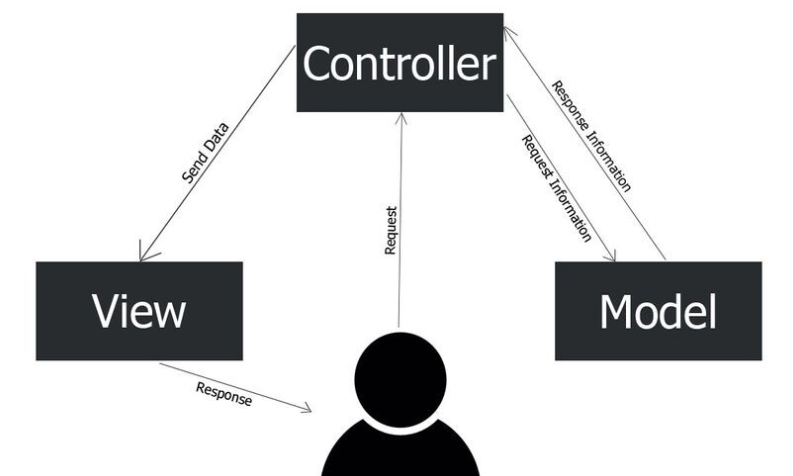 Controller
Send Data
Request
Request Information
Response Information
View
Model
Response